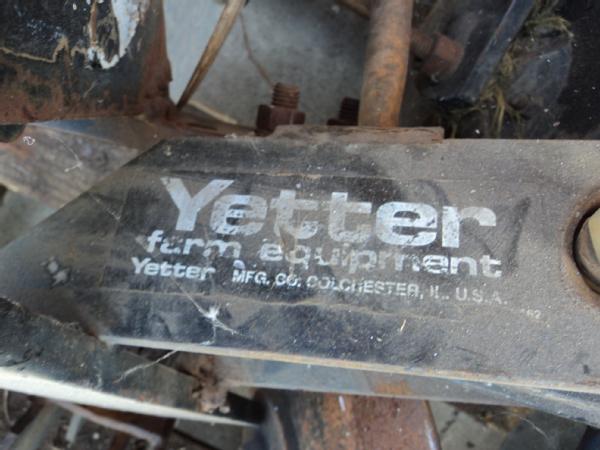 Yetter
farm equipment
Yetter MFG. CO. COLCHESTER, IL. U.S.A.